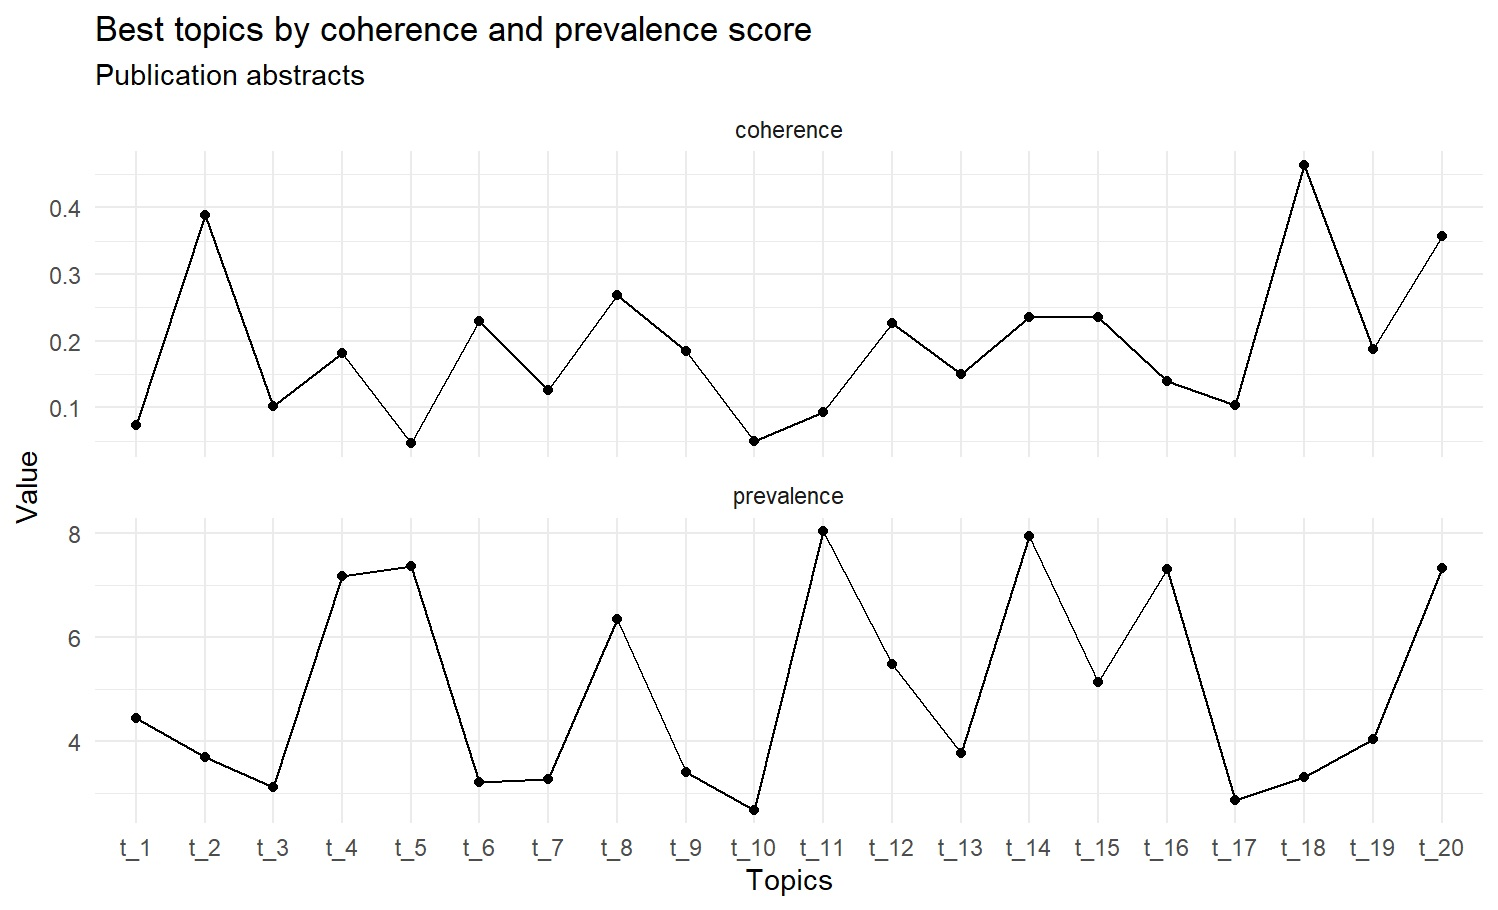 Best topics by coherence and prevalence score
Publication abstracts
coherence
0.4
0.3
0.2
0.1
Value
prevalence
8
6
4
t_1 t_2 t_3 t_4 t_5 t_6 t_7 t_8 t_9 t_10 t_11 t_12 t_13 t_14 t_15 t_16 t_17 t_18 t_19 t_20
Topics